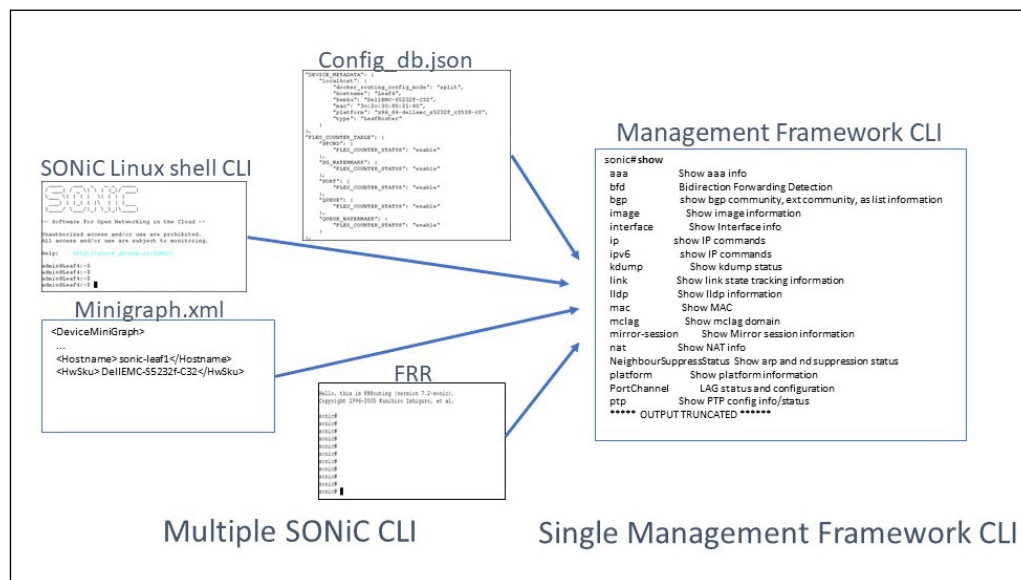 Config_db.json
"DEVICE_METADATA": {
"localhost": {
"docker_routing_config_mode": "split",
"hostname": "Leaf4",
"hwsku": "DellEMC-S5232f-C32",
"platform": "x86_64-dellemc_s5232f_c3538-r0",
"type": "LeafRouter"
}
},
"FLEX_COUNTER_TABLE": {
"PFCWD": {
"FLEX_COUNTER_STATUS": "enable"
},
"PG_WATERMARK": {
"FLEX_COUNTER_STATUS": "enable"
},
"PORT": {
"FLEX_COUNTER_STATUS": "enable"
},
"QUEUE": {
"FLEX_COUNTER_STATUS": "enable"
},
"QUEUE_WATERMARK": {
"FLEX_COUNTER_STATUS": "enable"
}
SONiC Linux shell CLI
SONiC
-- Software for Open Networking in the Cloud --
Unauthorized access and/or use are prohibited.
All access and/or use are subject to monitoring.
Help:
admin@Leaf4:~$
admin@Leaf4:~$
admin@Leaf4:~$
admin@Leaf4:~$
Minigraph.xml
<DeviceMiniGraph>
...
<Hostname> sonic-leaf1</Hostname>
<HwSku> DellEMC-S5232f-C32</HwSku>
FRR
Hello, this is FRRouting (version 7.2-sonic).
Copyright 1996-2005 Kunihiro Ishiguro, et al.
sonic#
sonic#
sonic#
sonic#
sonic#
sonic#
sonic#
sonic#
sonic#
sonic#
sonic#
Management Framework CLI
sonic# show
aaa Show aaa info
bfd Bidirection Forwarding Detection
bgp show bgp community, ext community, as list information
image Show image information
interface Show Interface info
ip show IP commands
ipv6 show IP commands
kdump Show kdump status
link Show link state tracking information
lldp Show lldp information
mac Show MAC
mclag Show mclag domain
mirror-session Show Mirror session information
nat Show NAT info
NeighbourSuppressStatus Show arp and nd suppression status
platform Show platform information
PortChannel LAG status and configuration
ptp Show PTP config info/status
***** OUTPUT TRUNCATED ******
Multiple SONiC CLI
Single Management Framework CLI